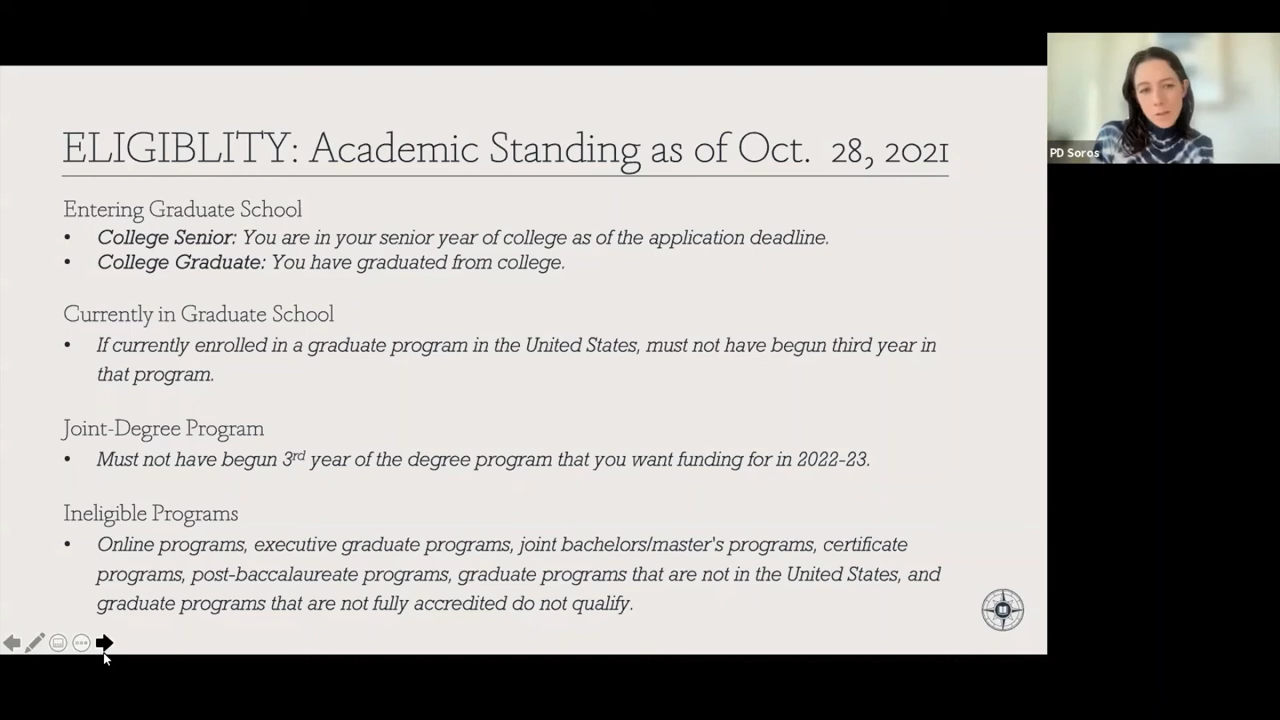 ELIGIBLITY: Academic Standing as of Oct. 28, 2021
PD Soros
Entering Graduate School
• College Senior: You are in your senior year of college as of the application deadline.
• College Graduate: You have graduated from college.
Currently in Graduate School
• If currently enrolled in a graduate program in the United States, must not have begun third year in
that program.
Joint-Degree Program
• Must not have begun 3rd year of the degree program that you want funding for in 2022-23.
Ineligible Programs
• Online programs, executive graduate programs, joint bachelors/master's programs, certificate
programs, post-baccalaureate programs, graduate programs that are not in the United States, and
graduate programs that are not fully accredited do not qualify.